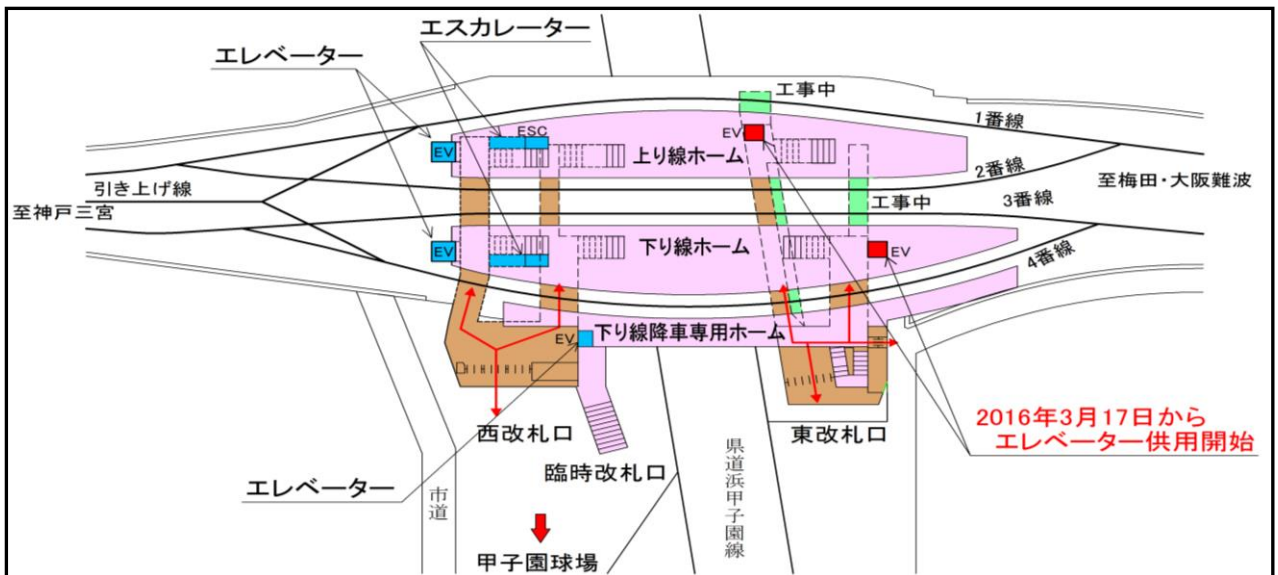 エスカレーター
エレベーター
工事中
1番線
ESC
EV
EV
上り線ホーム
2番線
引き上げ線
至梅田・大阪難波
至神戸三宮
工事中
3番線
EV
下り線ホーム
EV
4番線
下り線降車専用ホーム
EV
2016年3月17日から
エレベーター供用開始
西改札口
東改札口
臨時改札口
エレベーター
市道
県道浜甲子園線
甲子園球場